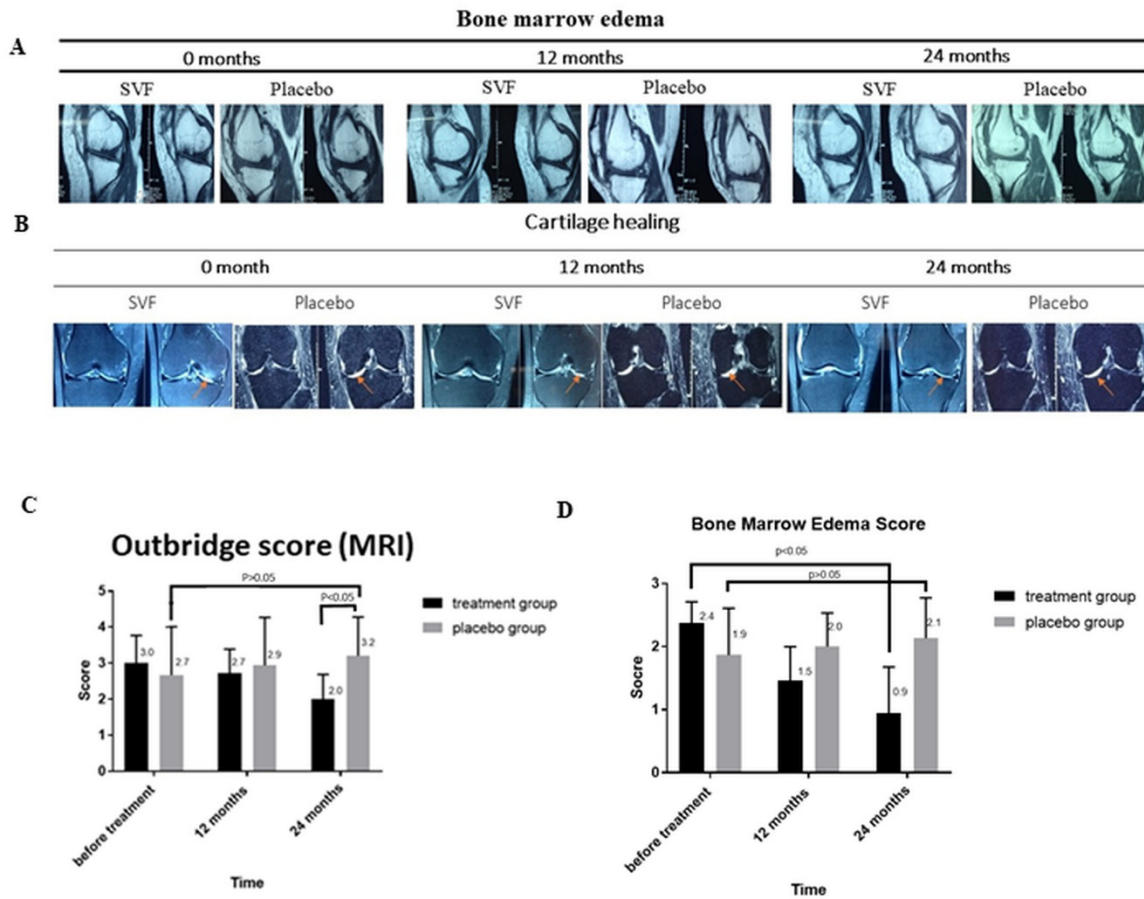 Bone marrow edema
A
0 months 12 months 24 months
SVF Placebo SVF Placebo SVF Placebo
B
Cartilage healing
0 month 12 months 24 months
SVF Placebo SVF Placebo SVF Placebo
C
Outbridge score (MRI)
P>0.05
P<0.05
treatment group
placebo group
Score
5
4
3
2
1
0
3.0 2.7 2.7 2.9 2.0 3.2
before treatment 12 months 24 months
Time
D
Bone Marrow Edema Score
p<0.05
p>0.05
treatment group
placebo group
Socre
3
2
1
0
2.4 1.9 1.5 2.0 0.9 2.1
before treatment 12 months 24 months
Time